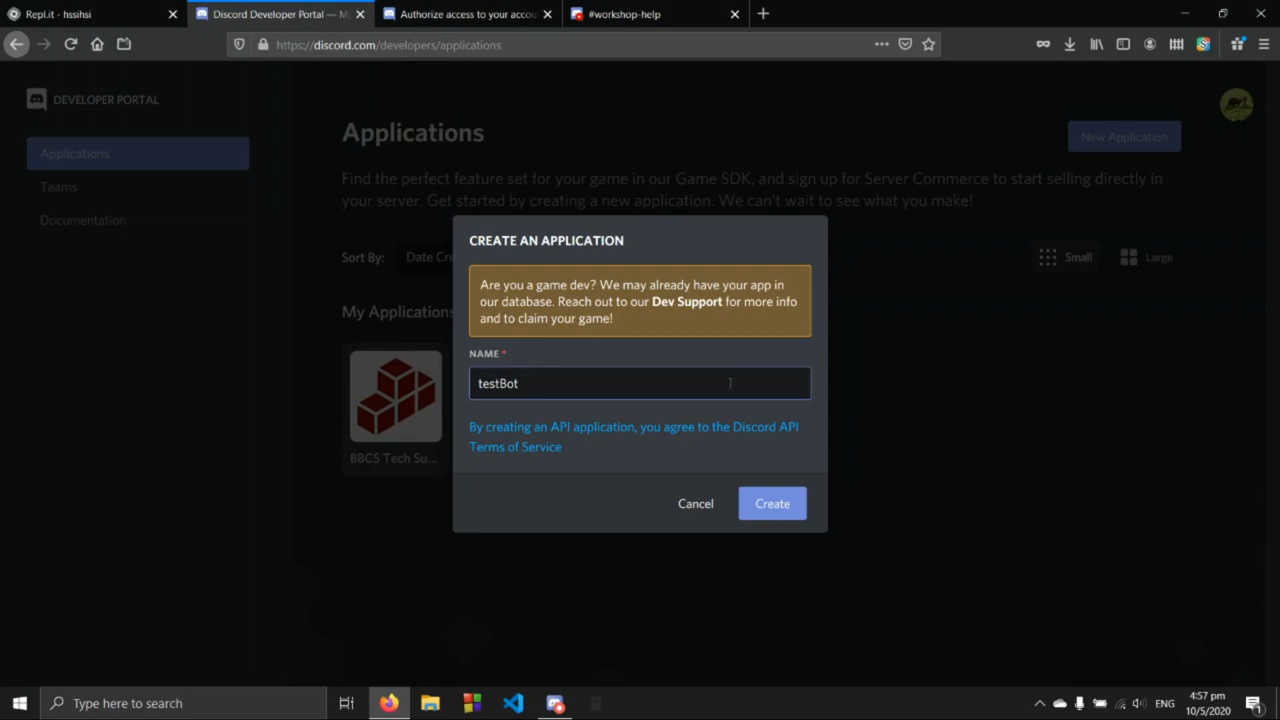 Repl.it - hssihsi
Discord Developer Portal — M
Authorize access to your accou
#workshop-help
https://discord.com/developers/applications
DEVELOPER PORTAL
Applications
Teams
Documentation
Applications
New Application
Find the perfect feature set for your game in our Game SDK, and sign up for Server Commerce to start selling directly in
your server. Get started by creating a new application. We can't wait to see what you make!
Sort By: Date Cr
Small
Large
My Applications
BBCS Tech Su...
CREATE AN APPLICATION
Are you a game dev? We may already have your app in
our database. Reach out to our Dev Support for more info
and to claim your game!
NAME *
testBot
By creating an API application, you agree to the Discord API
Terms of Service
Cancel
Create
Type here to search
ENG
4:57 pm
10/5/2020
1